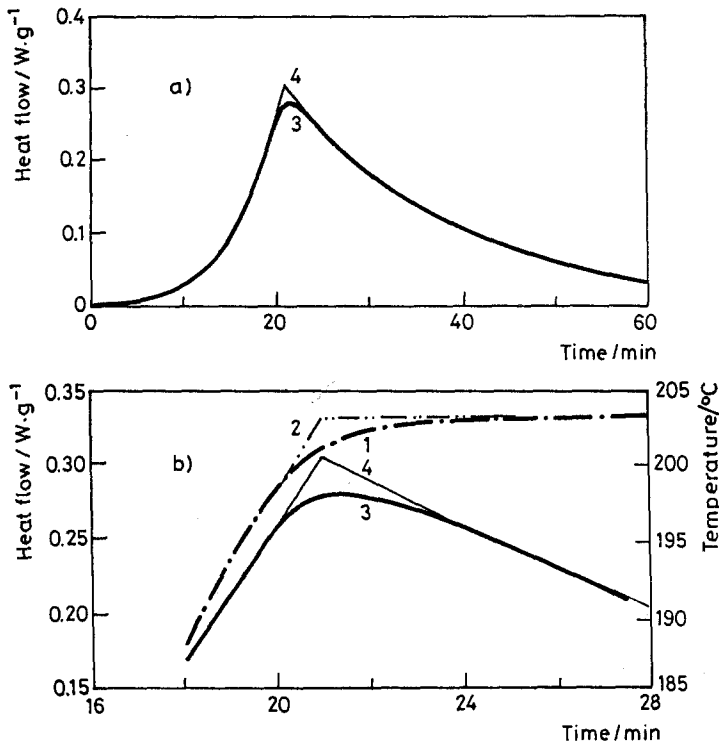 0.4
0.3
0.2
0.1
0
Heat flow / W·g⁻¹
a)
4
3
0 20 40 60
Time /min
0.35
0.30
0.25
0.20
0.15
Heat flow / W·g⁻¹
b)
2
1
4
3
205
200
195
190
185
Temperature/°C
16 20 24 28
Time /min